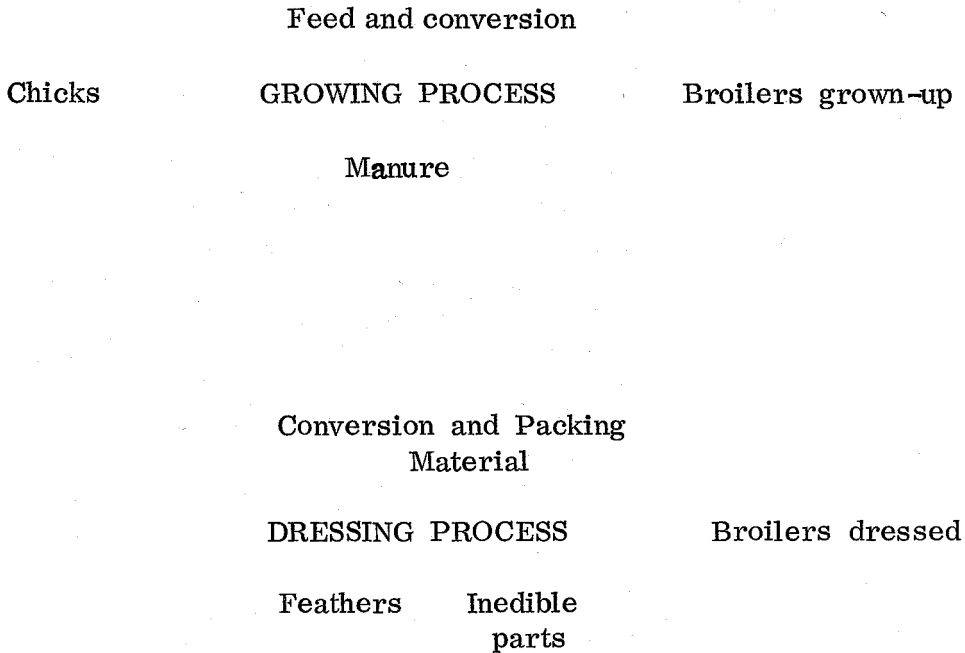 Feed and conversion
Chicks GROWING PROCESS Broilers grown-up
Manure
Conversion and Packing
Material
DRESSING PROCESS Broilers dressed
Feathers Inedible
parts